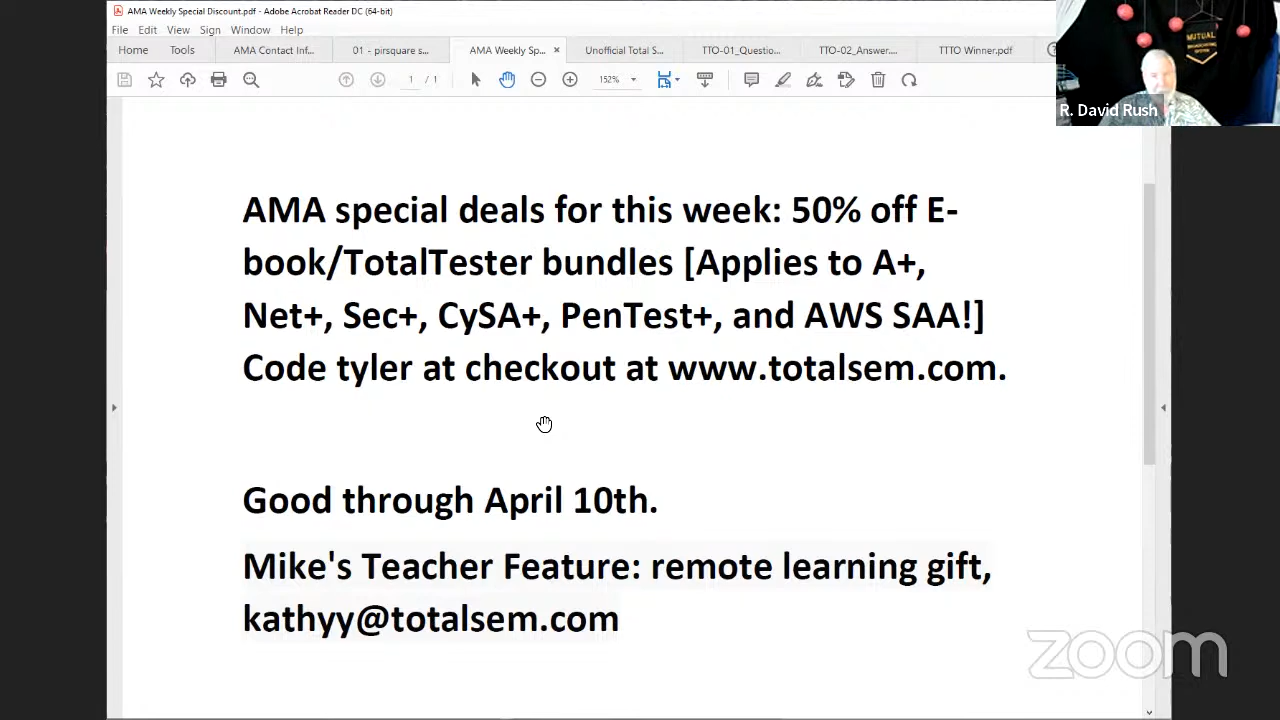 AMA Weekly Special Discount.pdf - Adobe Acrobat Reader DC (64-bit)
File Edit View Sign Window Help
Home Tools AMA Contact Inf... 01 - pirsquare s... AMA Weekly Sp... × Unofficial Total S... TTO-01_Questio... TTO-02_Answer.... TTTO Winner.pdf
1 / 1 152%
MUTUAL
BROADCASTING
SYSTEM
R. David Rush
AMA special deals for this week: 50% off E-
book/TotalTester bundles [Applies to A+,
Net+, Sec+, CySA+, PenTest+, and AWS SAA!]
Code tyler at checkout at www.totalsem.com.
Good through April 10th.
Mike's Teacher Feature: remote learning gift,
kathyy@totalsem.com
zoom